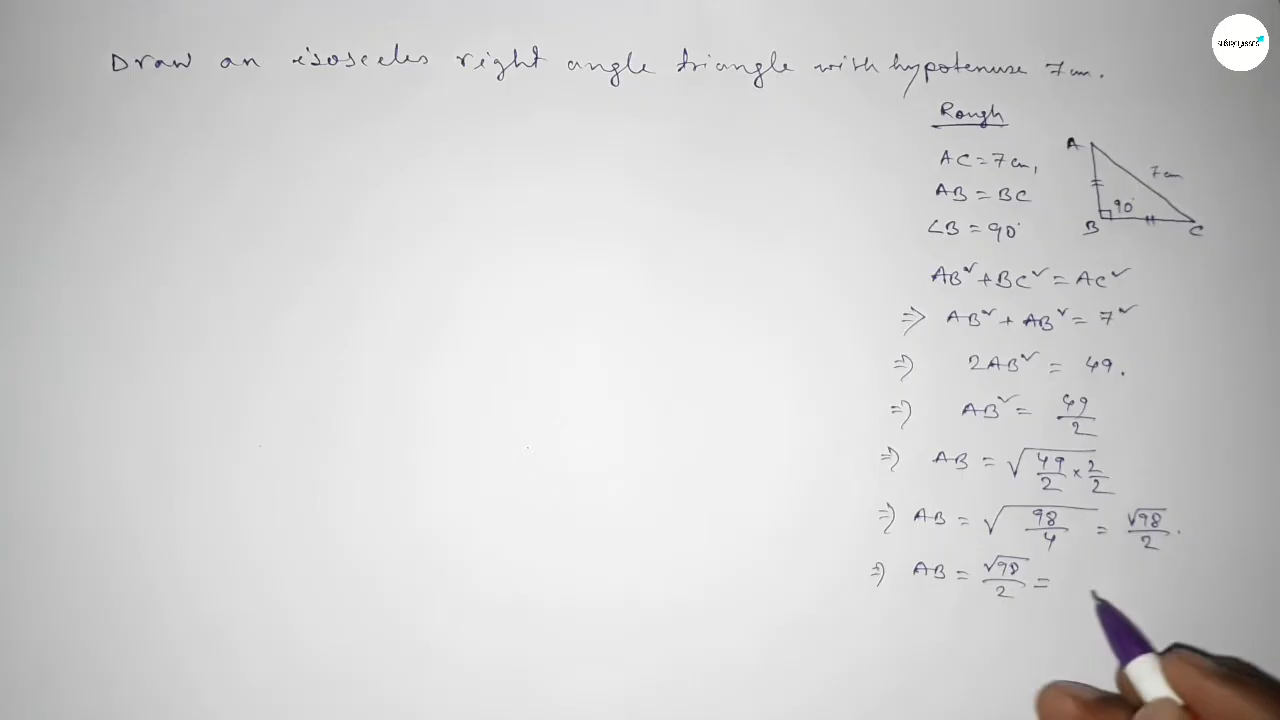 Draw an isosceles right angle triangle with hypotenuse 7cm.
Rough
AC = 7cm,
AB = BC
∠B = 90°
A
7cm
90°
B
C
AB² + BC² = AC²
⇒ AB² + AB² = 7²
⇒ 2AB² = 49.
⇒ AB² = 49/2
⇒ AB = √(49/2 × 2/2)
⇒ AB = √(98/4) = √98/2.
⇒ AB = √98/2 =